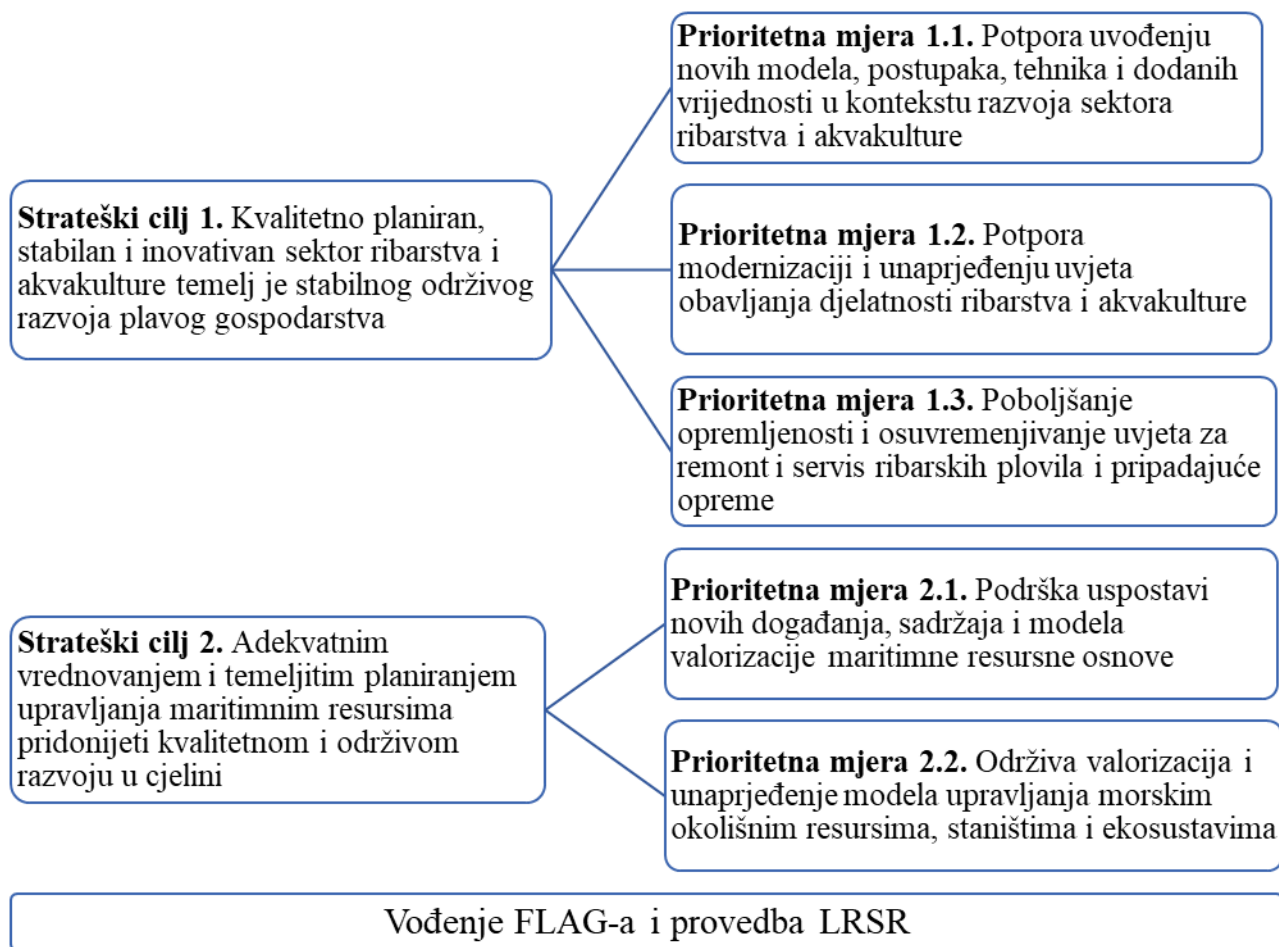 Strateški cilj 1. Kvalitetno planiran,
stabilan i inovativan sektor ribarstva i
akvakulture temelj je stabilnog održivog
razvoja plavog gospodarstva
Prioritetna mjera 1.1. Potpora uvođenju
novih modela, postupaka, tehnika i dodanih
vrijednosti u kontekstu razvoja sektora
ribarstva i akvakulture
Prioritetna mjera 1.2. Potpora
modernizaciji i unaprjeđenju uvjeta
obavljanja djelatnosti ribarstva i akvakulture
Prioritetna mjera 1.3. Poboljšanje
opremljenosti i osuvremenjivanje uvjeta za
remont i servis ribarskih plovila i pripadajuće
opreme
Strateški cilj 2. Adekvatnim
vrednovanjem i temeljitim planiranjem
upravljanja maritimnim resursima
pridonijeti kvalitetnom i održivom
razvoju u cjelini
Prioritetna mjera 2.1. Podrška uspostavi
novih događanja, sadržaja i modela
valorizacije maritimne resursne osnove
Prioritetna mjera 2.2. Održiva valorizacija i
unaprjeđenje modela upravljanja morskim
okolišnim resursima, staništima i ekosustavima
Vođenje FLAG-a i provedba LRSR